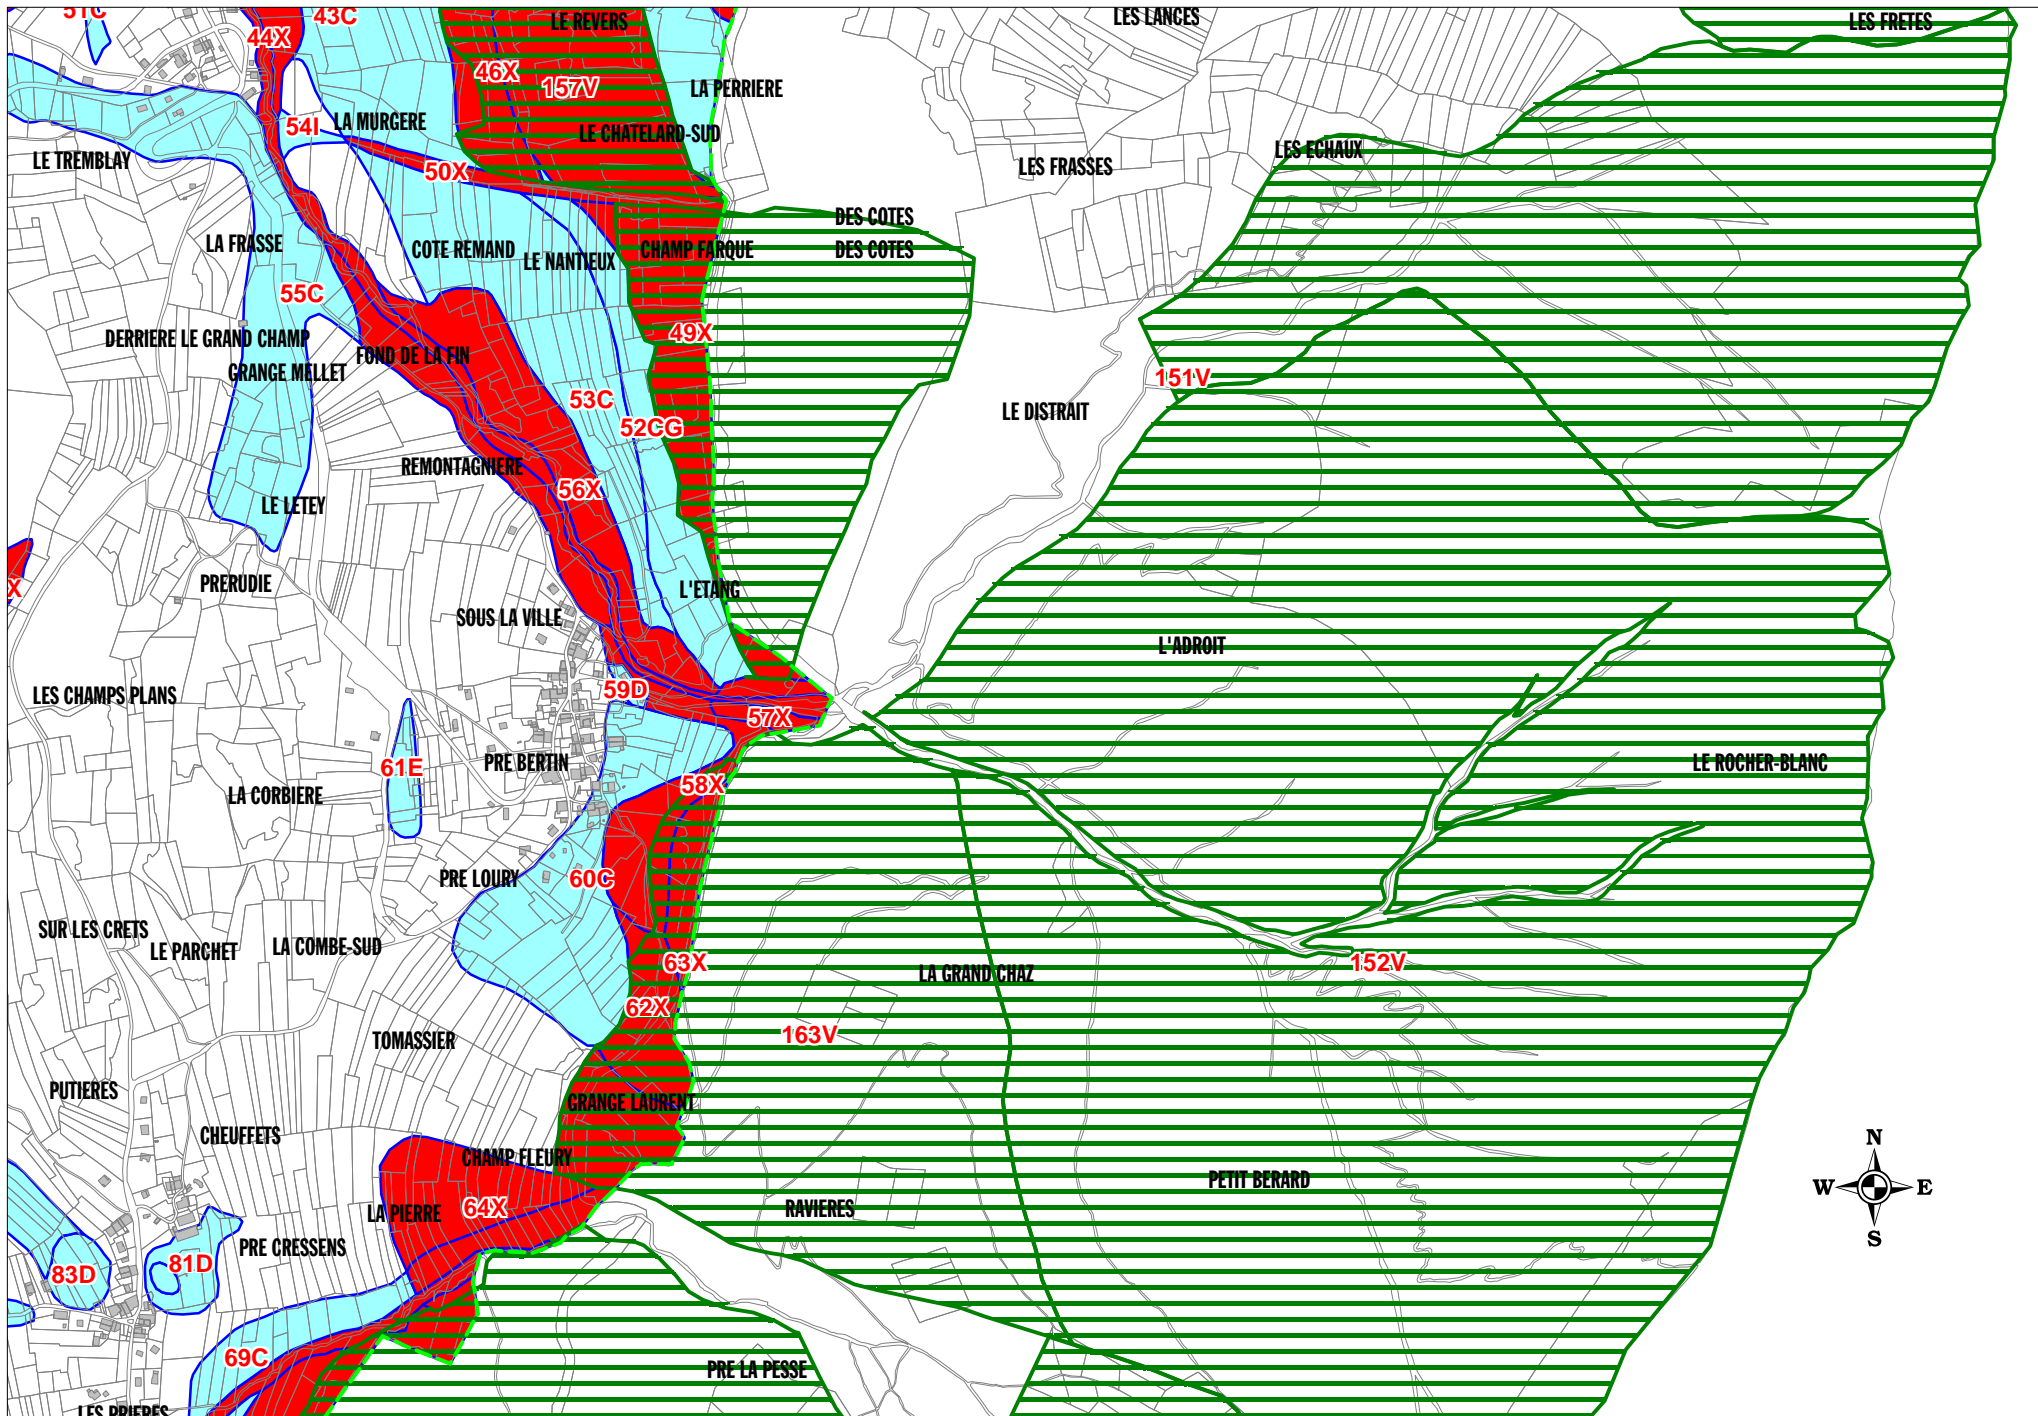 51C
43C
LE REVERS
LES LANCES
LES FRETES
44X
46X
157V
LA PERRIERE
54I
LA MURGERE
LE CHATELARD-SUD
LES ECHAUX
LE TREMBLAY
50X
LES FRASSES
DES COTES
LA FRASSE
COTE REMAND
LE NANTIEUX
CHAMP FARQUE
DES COTES
55C
49X
DERRIERE LE GRAND CHAMP
FOND DE LA FIN
GRANGE MELLET
151V
53C
LE DISTRAIT
52CG
REMONTAGNIERE
56X
LE LETEY
X
PRERUDIE
L'ETANG
SOUS LA VILLE
L'ADROIT
59D
LES CHAMPS PLANS
57X
61E
PRE BERTIN
LE ROCHER-BLANC
58X
LA CORBIERE
PRE LOURY
60C
SUR LES CRETS
LE PARCHET
LA COMBE-SUD
63X
152V
LA GRAND CHAZ
62X
163V
TOMASSIER
PUTIERES
GRANGE LAURENT
CHEUFFETS
N
CHAMP FLEURY
PETIT BERARD
W
E
64X
RAVIERES
LA PIERRE
S
PRE CRESSENS
81D
83D
69C
PRE LA PESSE
LES PRIERES